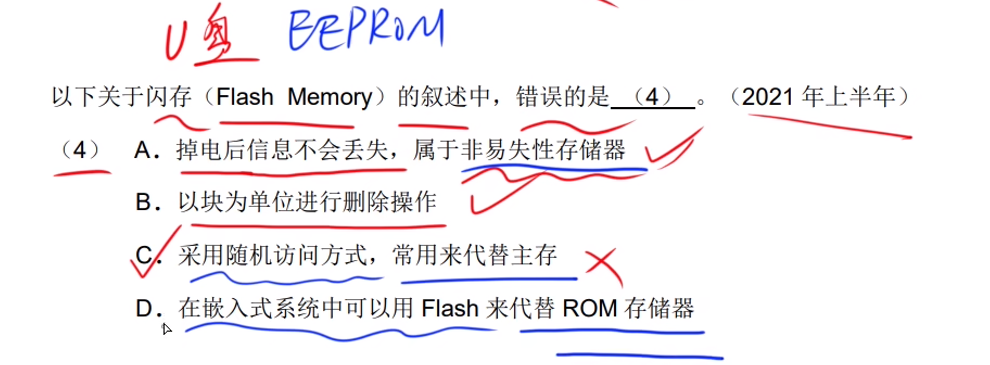 U盘 EEPROM
以下关于闪存（Flash Memory）的叙述中，错误的是（4）。（2021年上半年）
（4） A．掉电后信息不会丢失，属于非易失性存储器
B．以块为单位进行删除操作
C．采用随机访问方式，常用来代替主存
D．在嵌入式系统中可以用 Flash 来代替 ROM 存储器